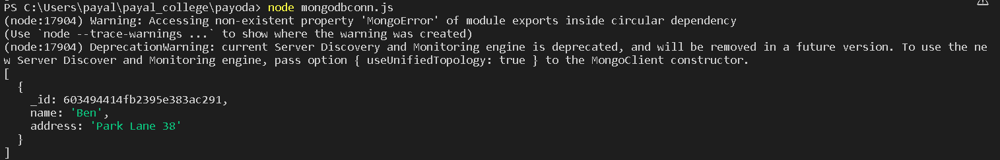 PS C:\Users\payal\payal_college\payoda> node mongodbconn.js
(node:17904) Warning: Accessing non-existent property 'MongoError' of module exports inside circular dependency
(Use `node --trace-warnings ...` to show where the warning was created)
(node:17904) DeprecationWarning: current Server Discovery and Monitoring engine is deprecated, and will be removed in a future version. To use the ne
w Server Discover and Monitoring engine, pass option { useUnifiedTopology: true } to the MongoClient constructor.
[
  {
    _id: 603494414fb2395e383ac291,
    name: 'Ben',
    address: 'Park Lane 38'
  }
]